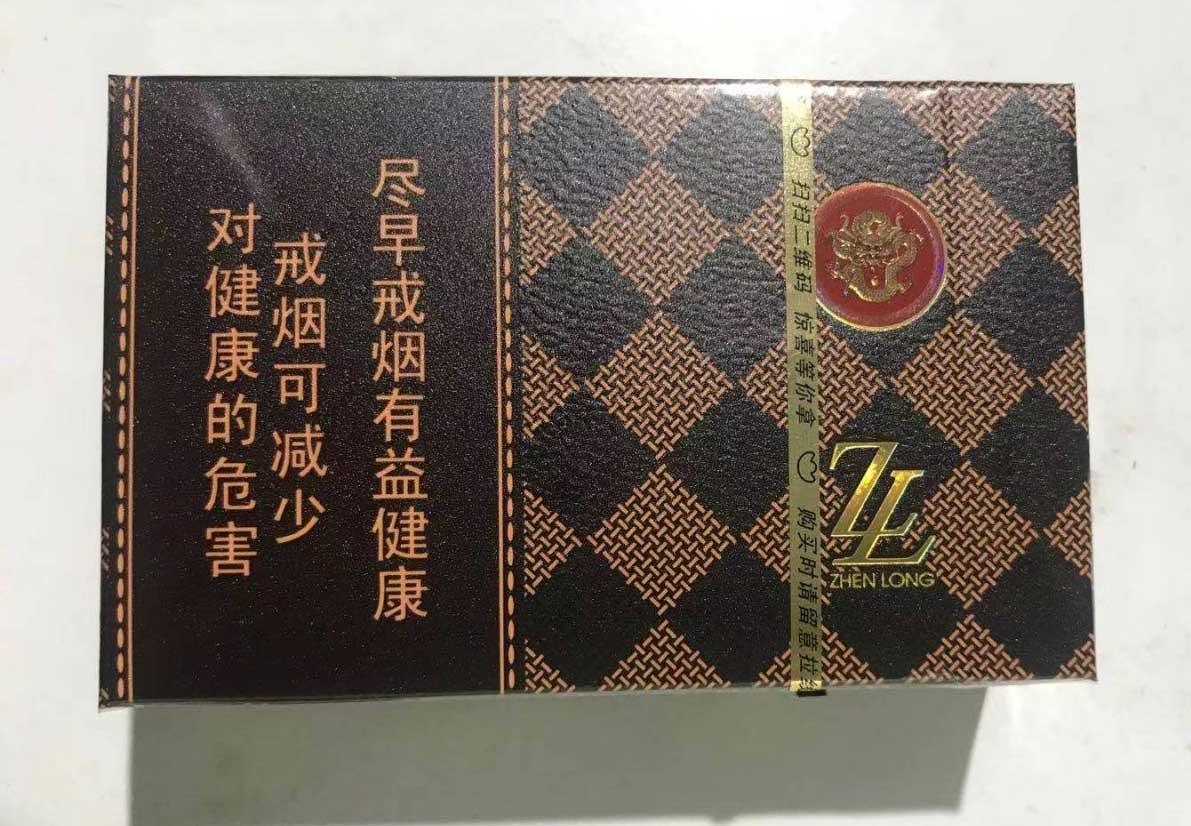 尽早戒烟有益健康
戒烟可减少
对健康的危害
扫扫二维码 惊喜等你拿 购买时请留意拉
ZL
ZHEN LONG